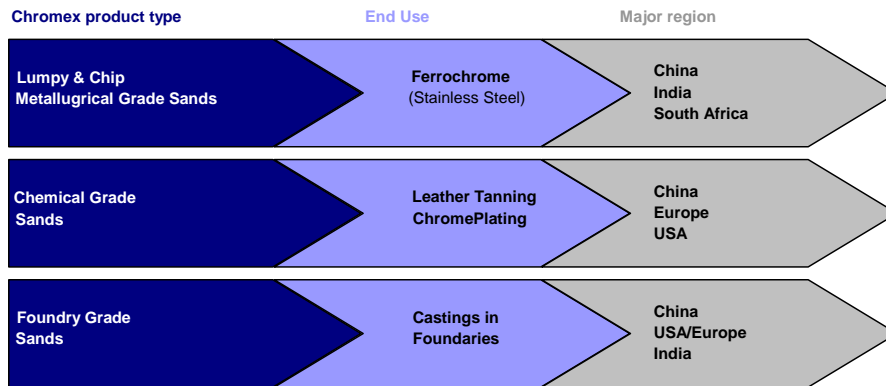 Chromex product type
End Use
Major region
Lumpy & Chip
Metallugrical Grade Sands
Ferrochrome
(Stainless Steel)
China
India
South Africa
Chemical Grade
Sands
Leather Tanning
ChromePlating
China
Europe
USA
Foundry Grade
Sands
Castings in
Foundaries
China
USA/Europe
India